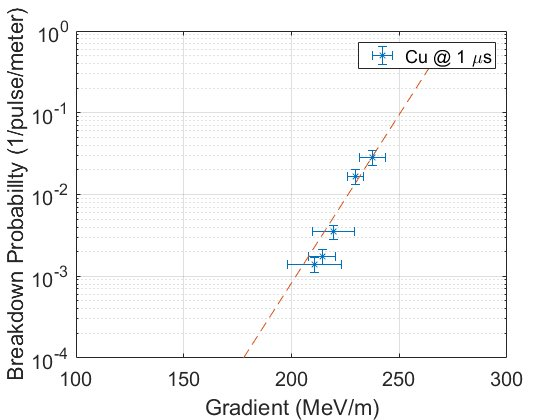 10^0
10^-1
10^-2
10^-3
10^-4
Breakdown Probabillty (1/pulse/meter)
Cu @ 1 μs
100 150 200 250 300
Gradient (MeV/m)